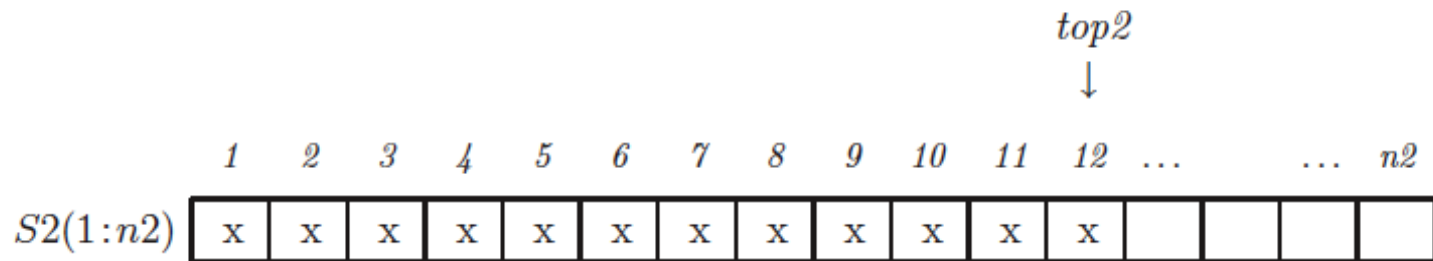 top2
↓
1 2 3 4 5 6 7 8 9 10 11 12 ... ... n2
S2(1:n2) x x x x x x x x x x x x